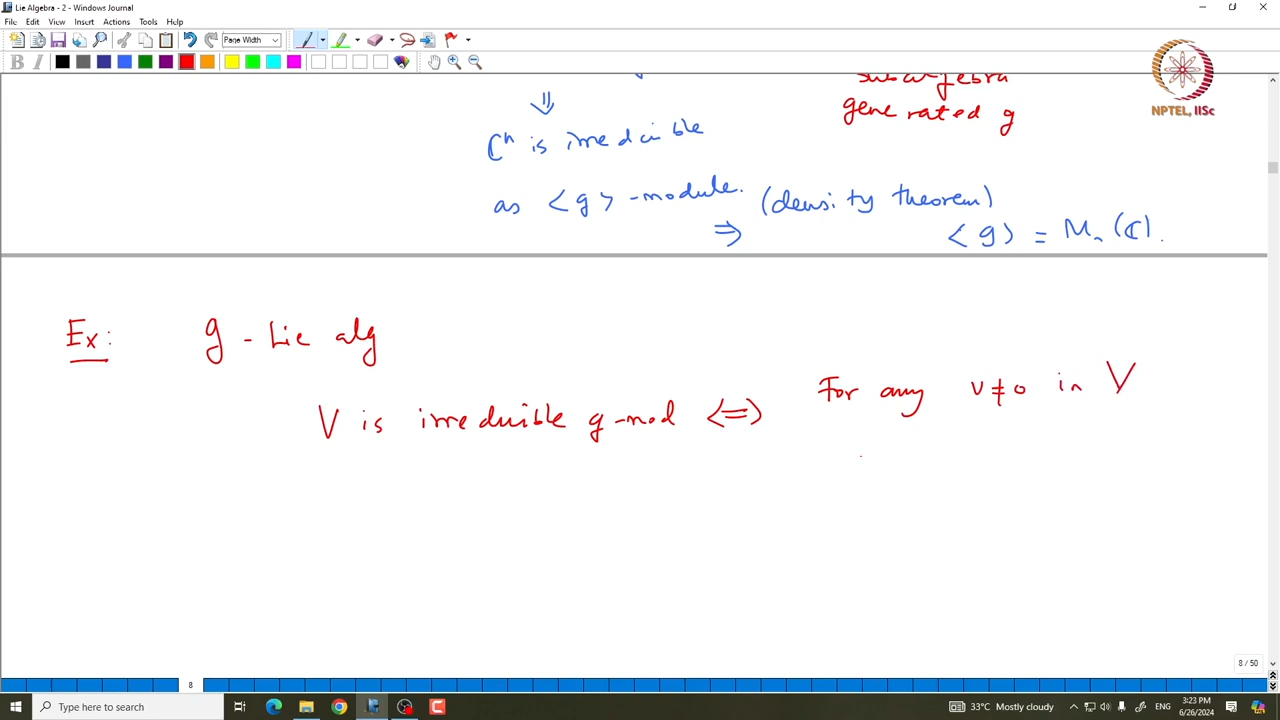 Lie Algebra - 2 - Windows Journal
File Edit View Insert Actions Tools Help
Page Width
B i
NPTEL, IISc
subalgebra
generated g
⇓
ℂⁿ is irreducible
as <g> -module. (density theorem)
⇒ <g> = Mₙ(ℂ).
Ex: g - Lie alg
For any v≠0 in V
V is irreduible g-mod <=>
8 / 50
8
Type here to search
33°C Mostly cloudy
ENG
3:23 PM
6/26/2024